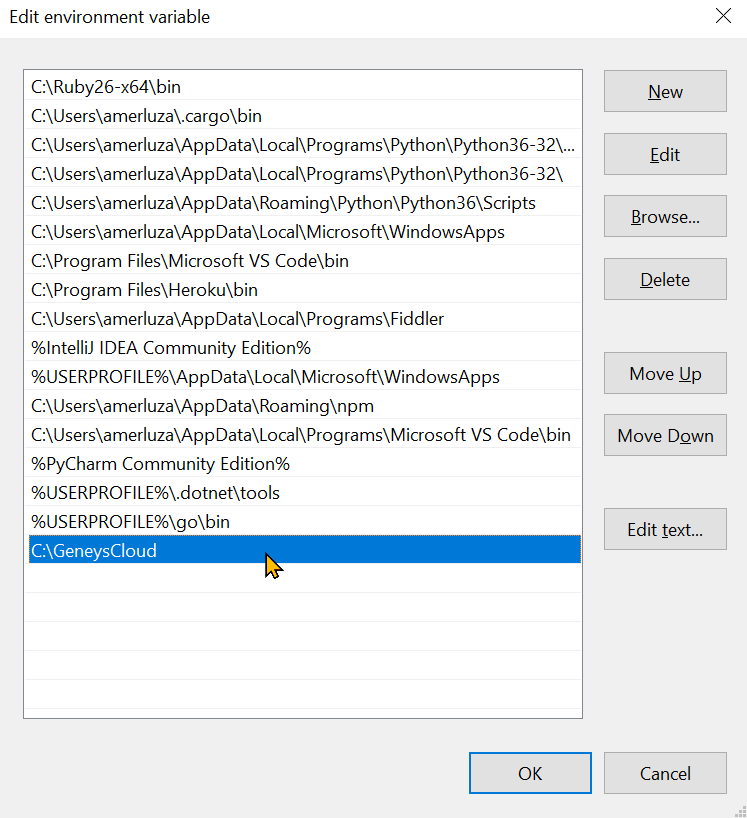 Edit environment variable
C:\Ruby26-x64\bin
C:\Users\amerluza\.cargo\bin
C:\Users\amerluza\AppData\Local\Programs\Python\Python36-32\...
C:\Users\amerluza\AppData\Local\Programs\Python\Python36-32\
C:\Users\amerluza\AppData\Roaming\Python\Python36\Scripts
C:\Users\amerluza\AppData\Local\Microsoft\WindowsApps
C:\Program Files\Microsoft VS Code\bin
C:\Program Files\Heroku\bin
C:\Users\amerluza\AppData\Local\Programs\Fiddler
%IntelliJ IDEA Community Edition%
%USERPROFILE%\AppData\Local\Microsoft\WindowsApps
C:\Users\amerluza\AppData\Roaming\npm
C:\Users\amerluza\AppData\Local\Programs\Microsoft VS Code\bin
%PyCharm Community Edition%
%USERPROFILE%\.dotnet\tools
%USERPROFILE%\go\bin
C:\GeneysCloud
New
Edit
Browse...
Delete
Move Up
Move Down
Edit text...
OK
Cancel